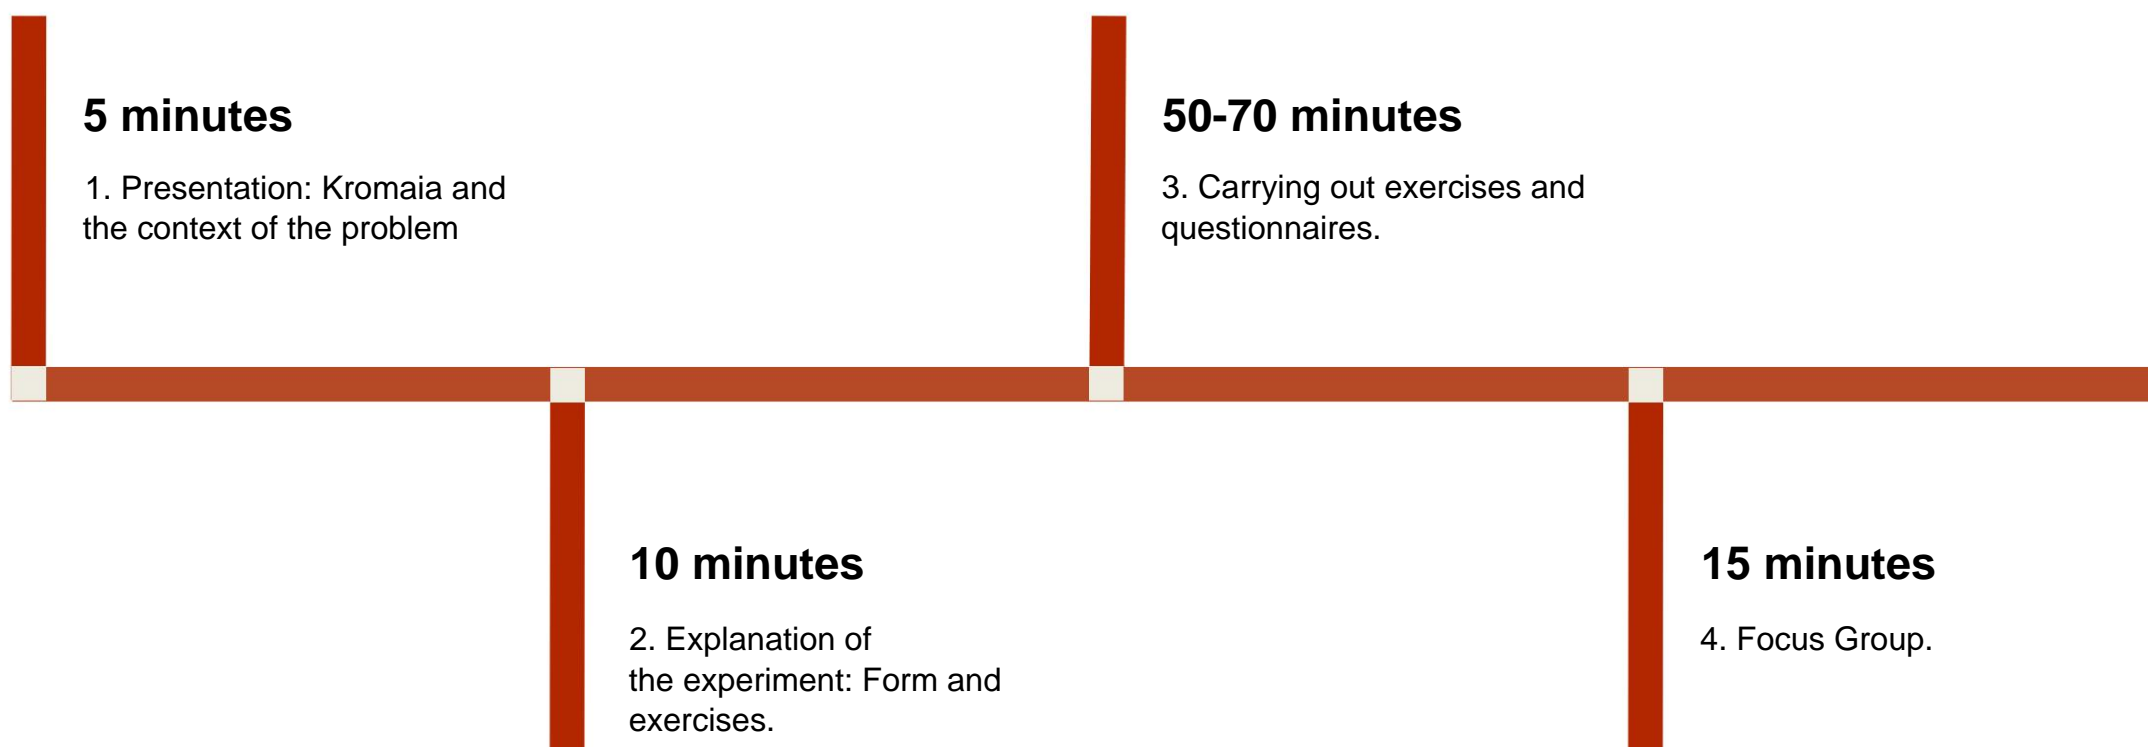 5 minutes
1. Presentation: Kromaia and
the context of the problem
10 minutes
2. Explanation of
the experiment: Form and
exercises.
50-70 minutes
3. Carrying out exercises and
questionnaires.
15 minutes
4. Focus Group.